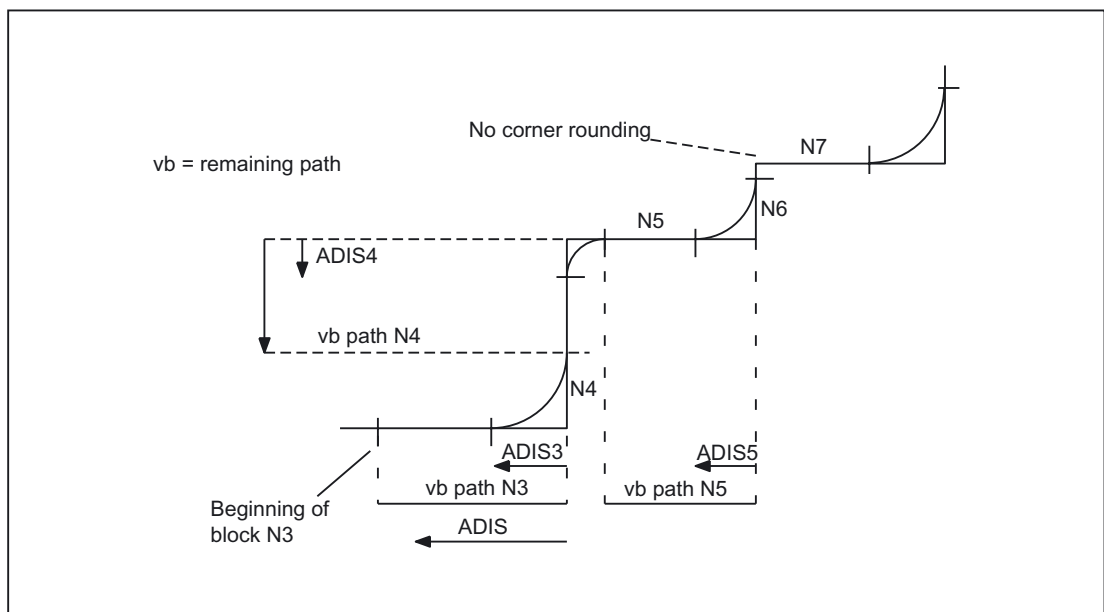 No corner rounding
N7
vb = remaining path
N5
N6
ADIS4
vb path N4
N4
ADIS3
ADIS5
vb path N3
vb path N5
Beginning of
block N3
ADIS